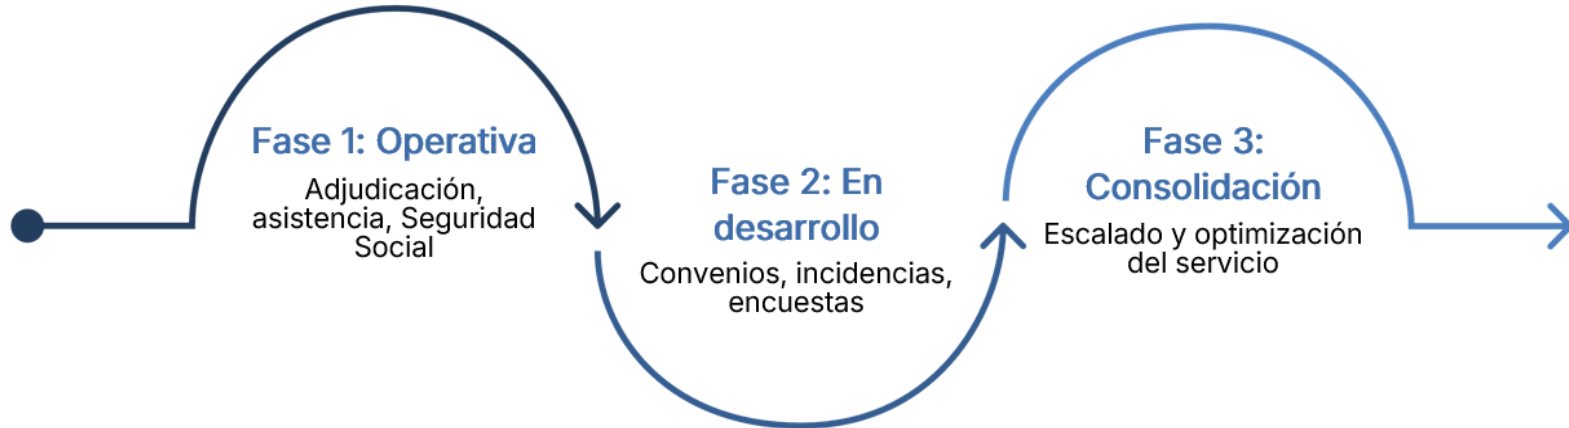 Fase 1: Operativa
Adjudicación,
asistencia, Seguridad
Social
Fase 2: En
desarrollo
Convenios, incidencias,
encuestas
Fase 3:
Consolidación
Escalado y optimización
del servicio